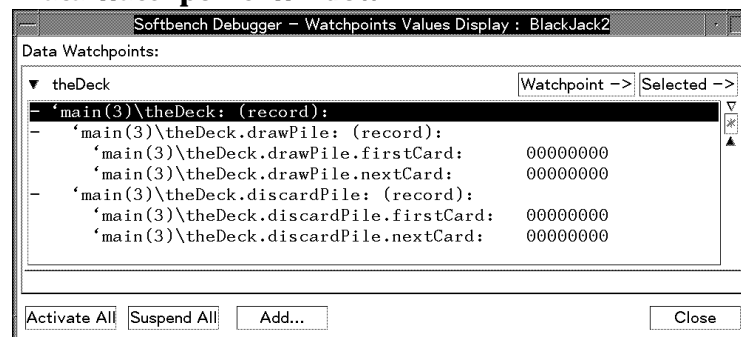 Softbench Debugger – Watchpoints Values Display : BlackJack2
Data Watchpoints:
▼ theDeck Watchpoint –> Selected –>
– ‘main(3)\theDeck: (record):
– ‘main(3)\theDeck.drawPile: (record):
‘main(3)\theDeck.drawPile.firstCard: 00000000
‘main(3)\theDeck.drawPile.nextCard: 00000000
– ‘main(3)\theDeck.discardPile: (record):
‘main(3)\theDeck.discardPile.firstCard: 00000000
‘main(3)\theDeck.discardPile.nextCard: 00000000
Activate All Suspend All Add... Close